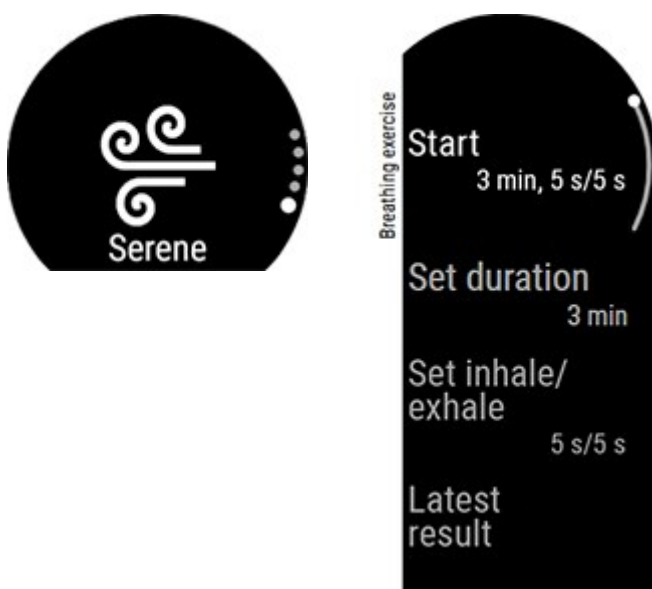 Serene
Breathing exercise
Start
3 min, 5 s/5 s
Set duration
3 min
Set inhale/
exhale
5 s/5 s
Latest
result